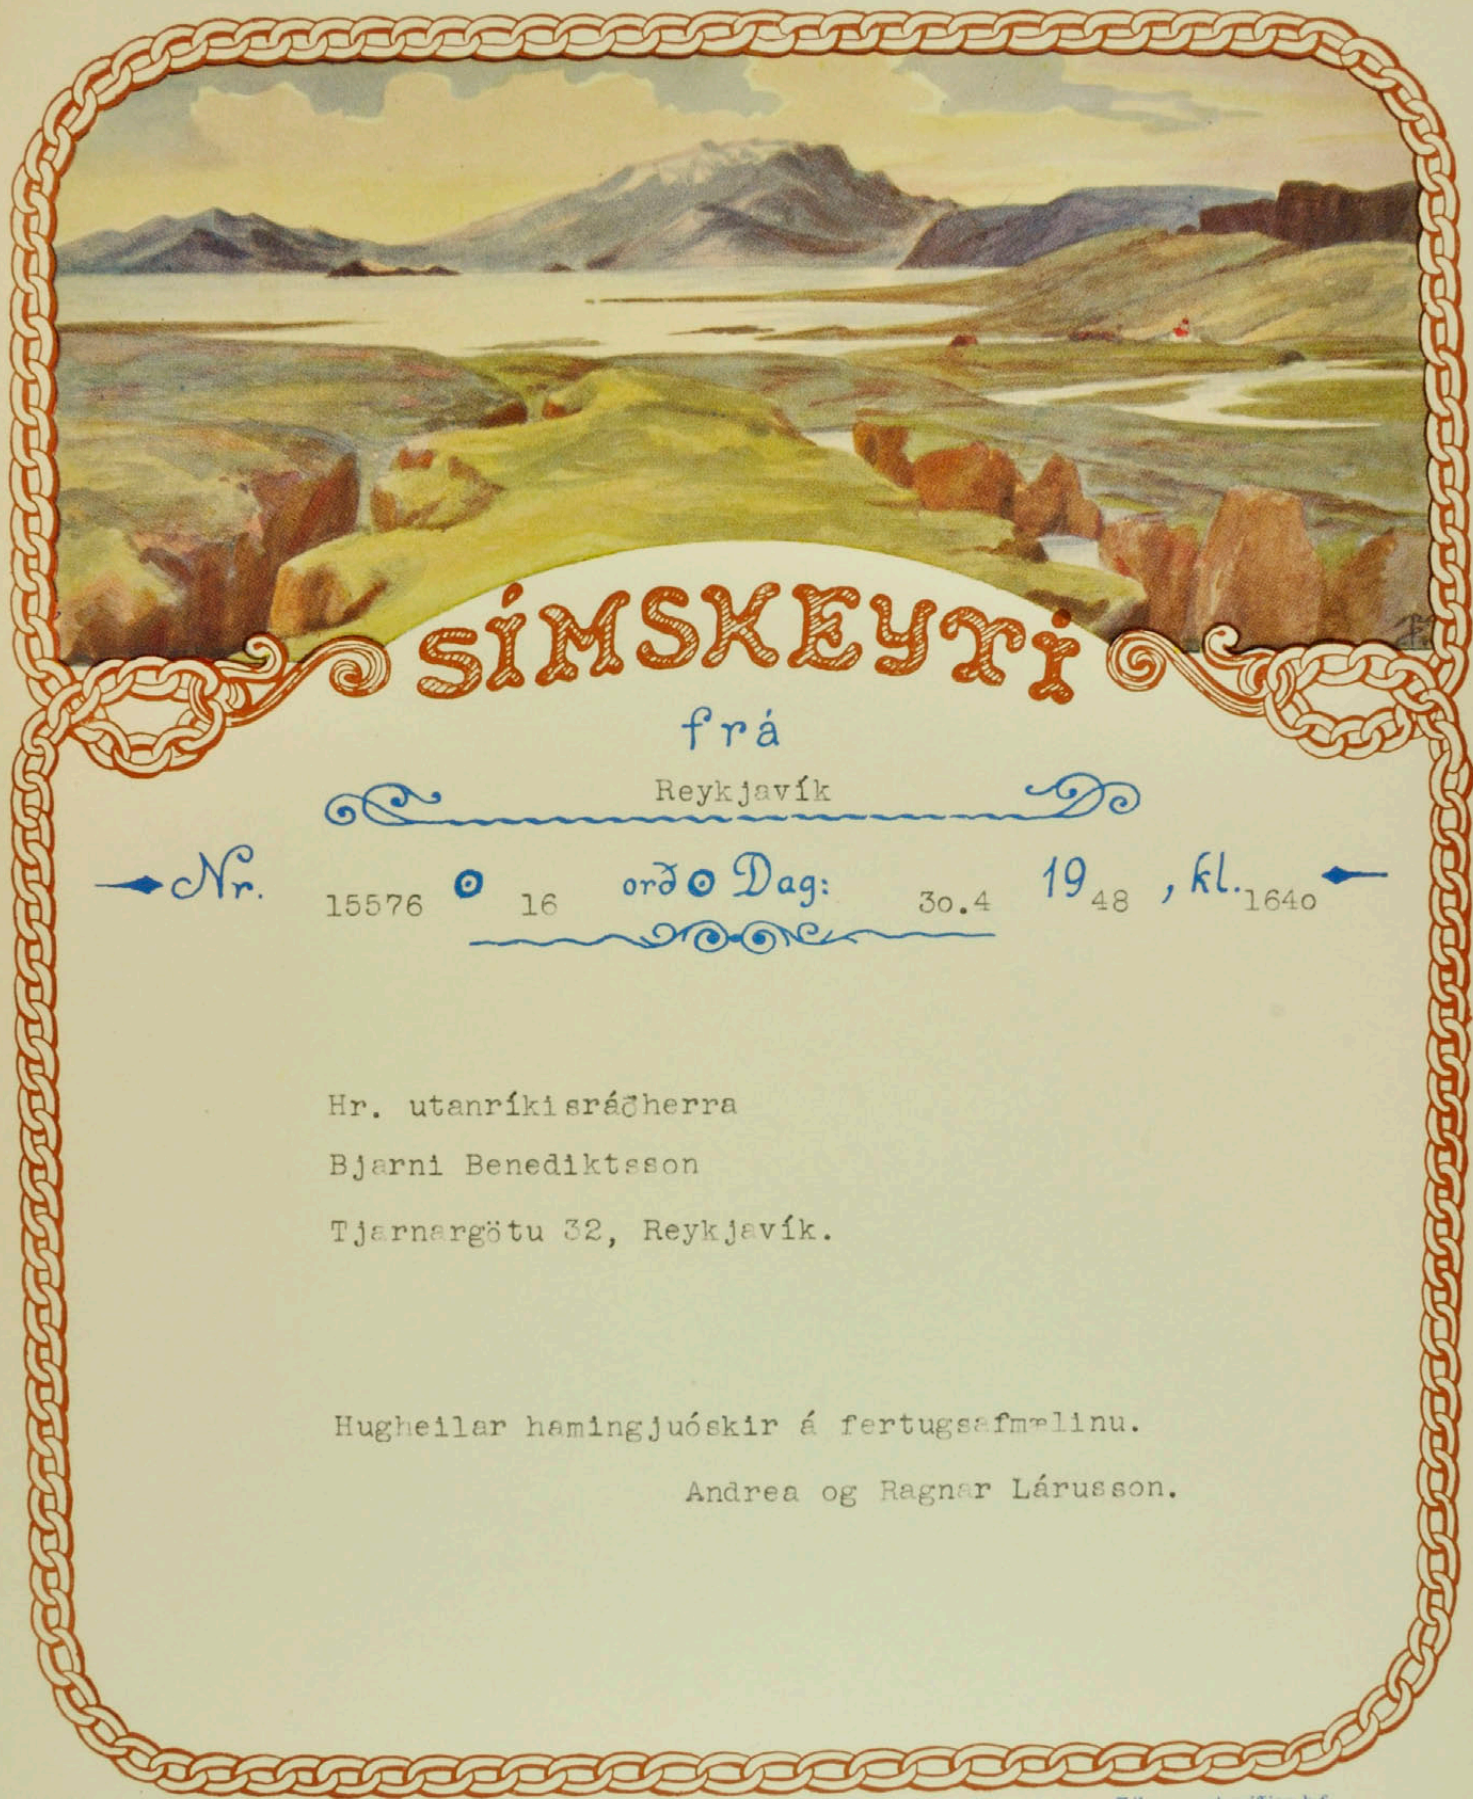 SÍMSKEYTI
frá
Reykjavík
Nr. 15576 16 orð Dag: 3o.4 1948, kl. 164o
Hr. utanríkisráðherra
Bjarni Benediktsson
Tjarnargötu 32, Reykjavík.
Hugheilar hamingjuóskir á fertugsafmælinu.
Andrea og Ragnar Lárusson.